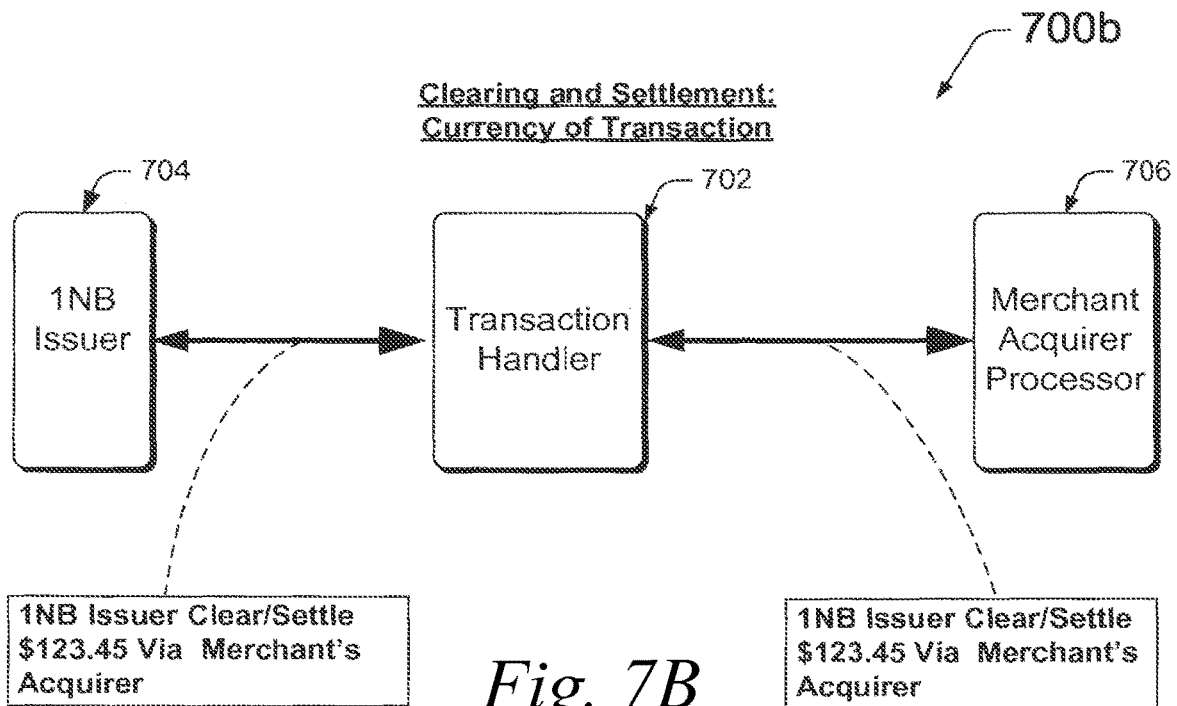 700b
Clearing and Settlement:
Currency of Transaction
704
702
706
1NB
Issuer
Transaction
Handler
Merchant
Acquirer
Processor
1NB Issuer Clear/Settle
$123.45 Via Merchant's
Acquirer
1NB Issuer Clear/Settle
$123.45 Via Merchant's
Acquirer
Fig. 7B